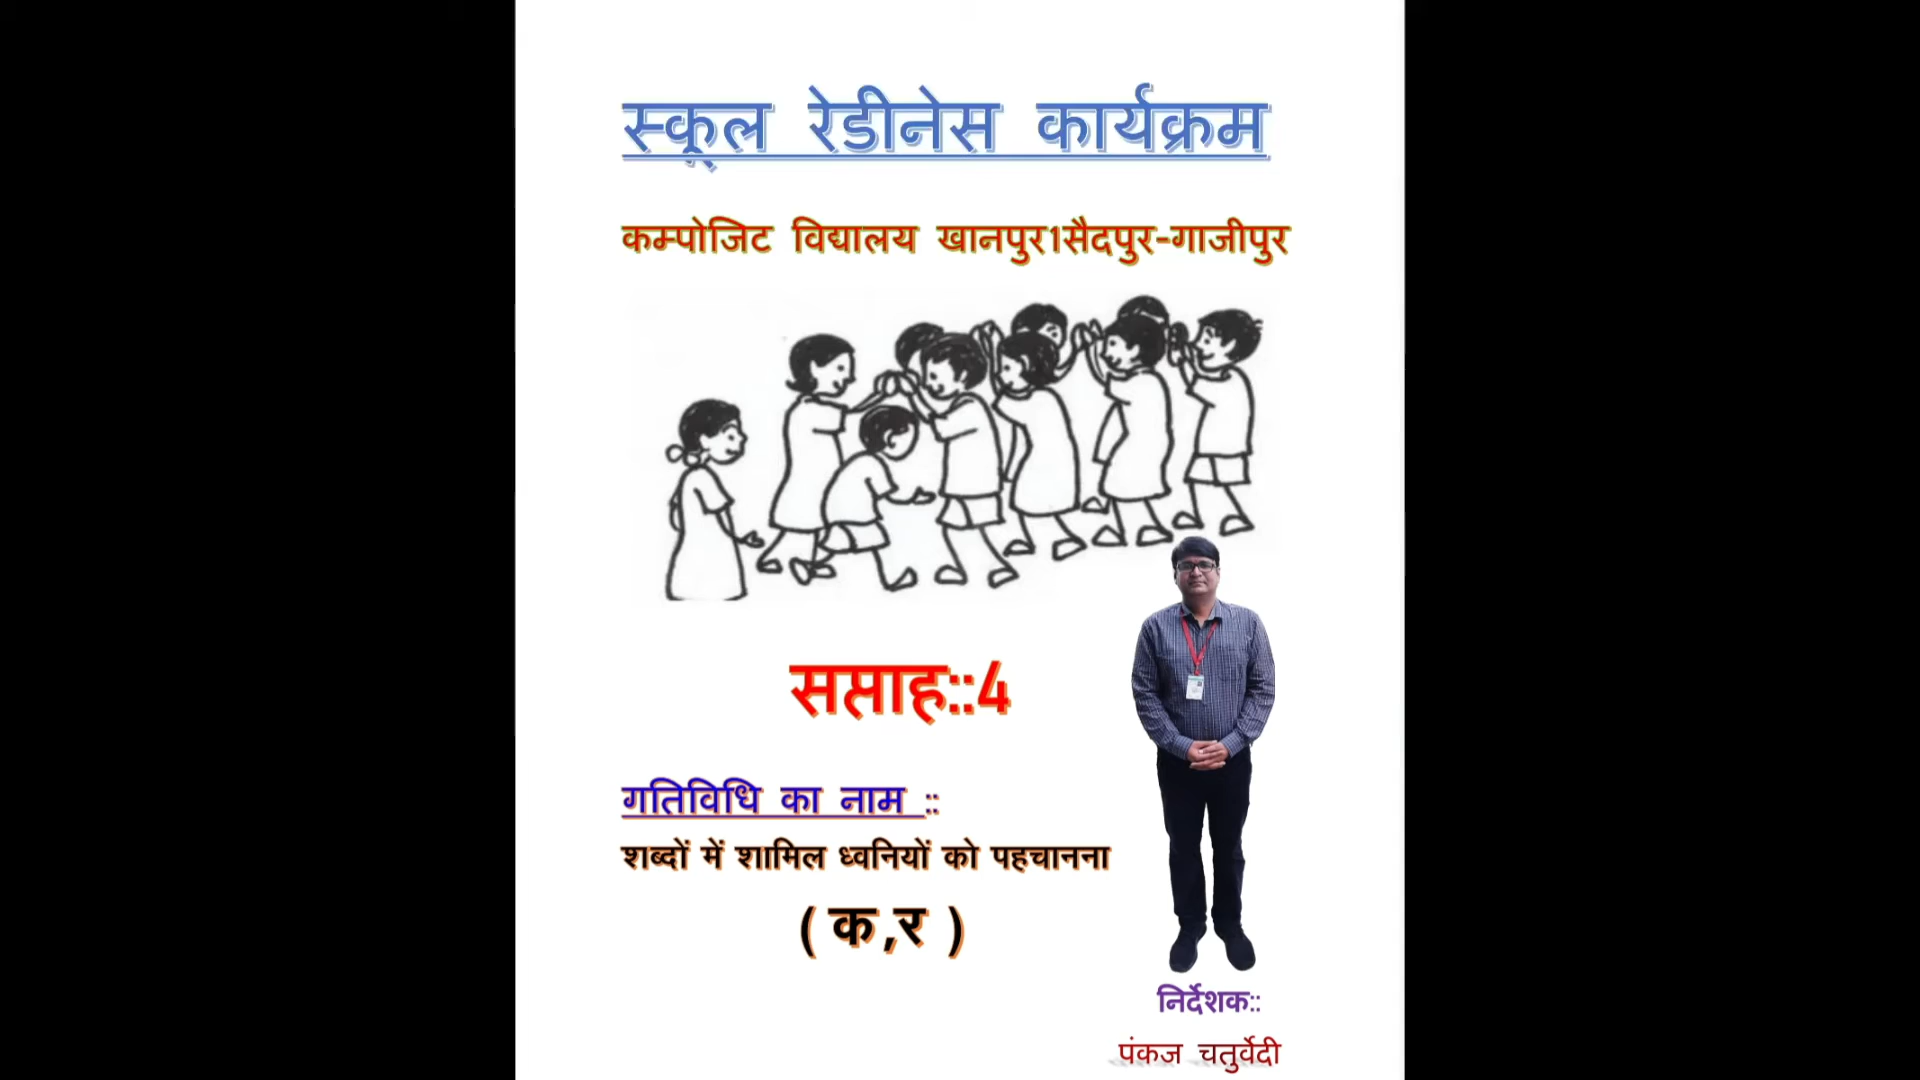 स्कूल रेडीनेस कार्यक्रम
कम्पोजिट विद्यालय खानपुर1सैदपुर-गाजीपुर
सप्ताह::4
गतिविधि का नाम ::
शब्दों में शामिल ध्वनियों को पहचानना
( क,र )
निर्देशक::
पंकज चतुर्वेदी